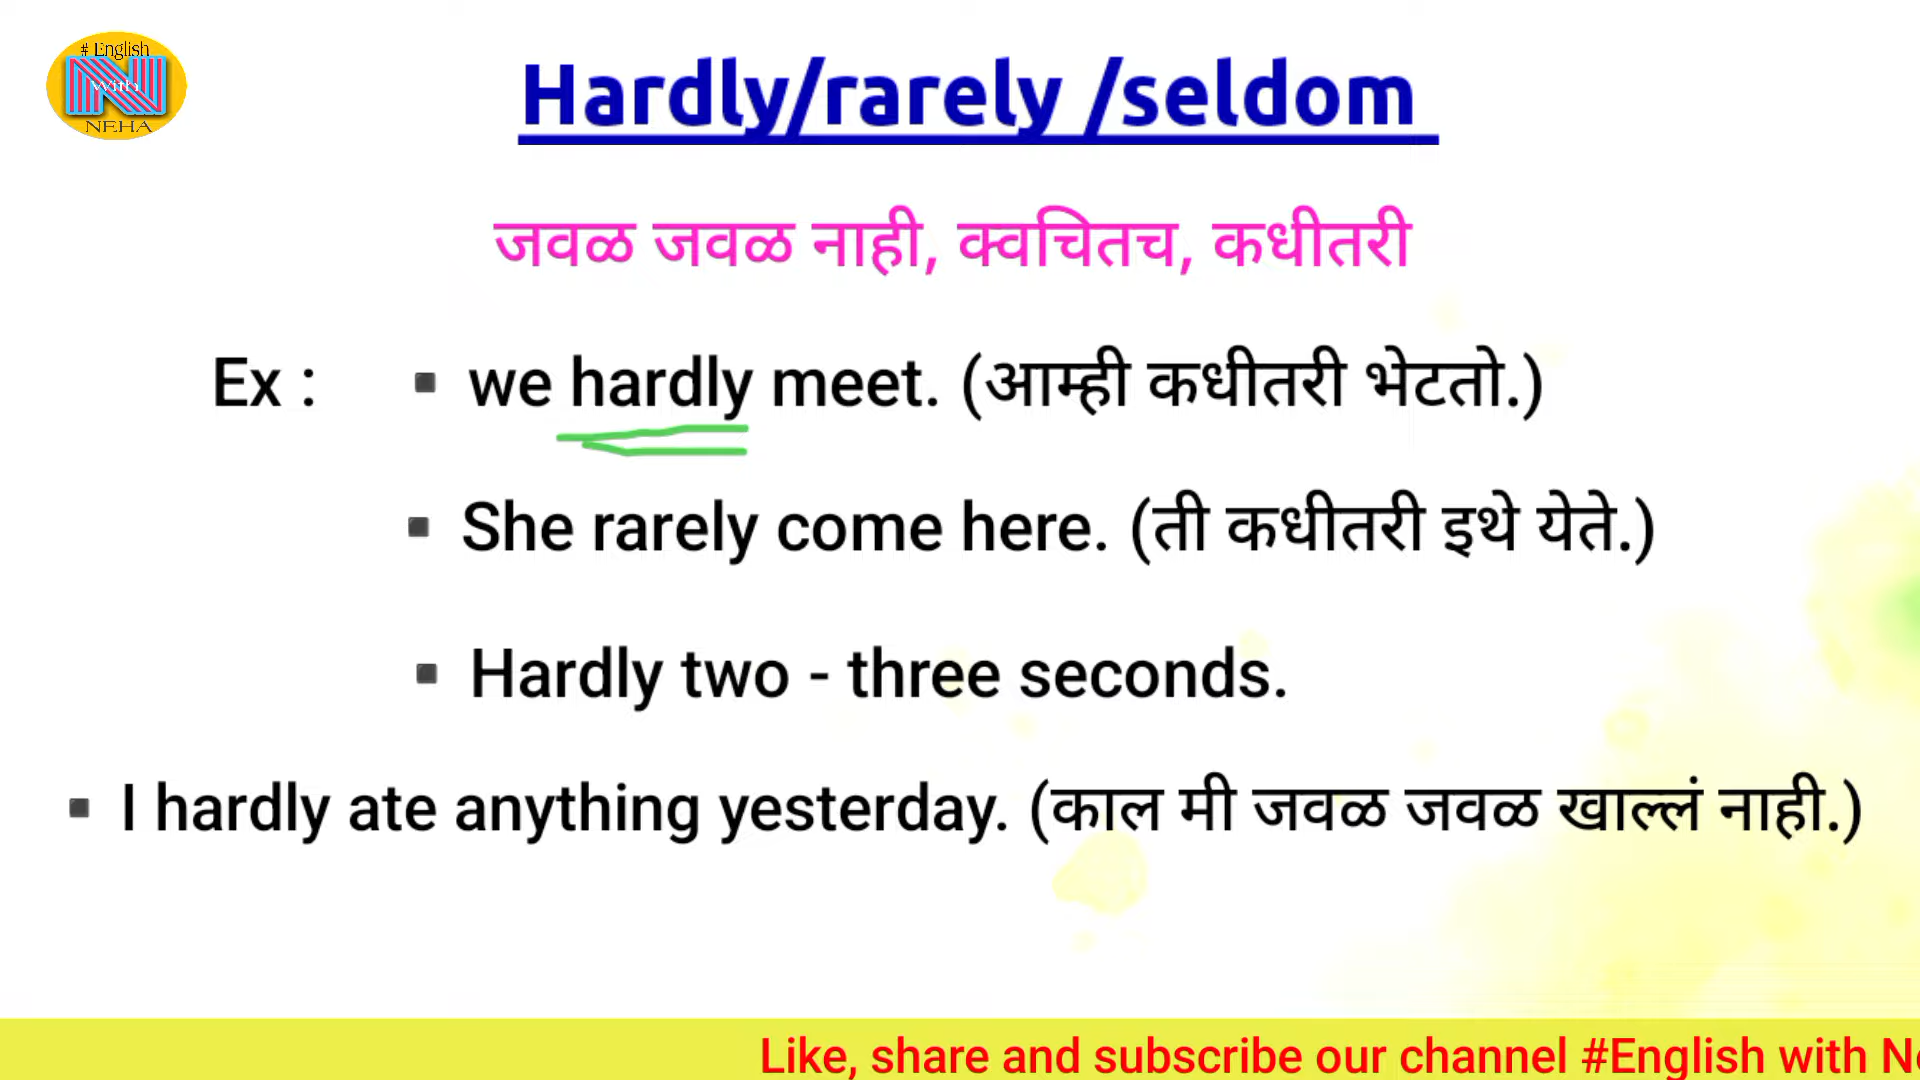 # English
With
NEHA
Hardly/rarely /seldom
जवळ जवळ नाही, क्वचितच, कधीतरी
Ex : ▪ we hardly meet. (आम्ही कधीतरी भेटतो.)
▪ She rarely come here. (ती कधीतरी इथे येते.)
▪ Hardly two - three seconds.
▪ I hardly ate anything yesterday. (काल मी जवळ जवळ खाल्लं नाही.)
Like, share and subscribe our channel #English with